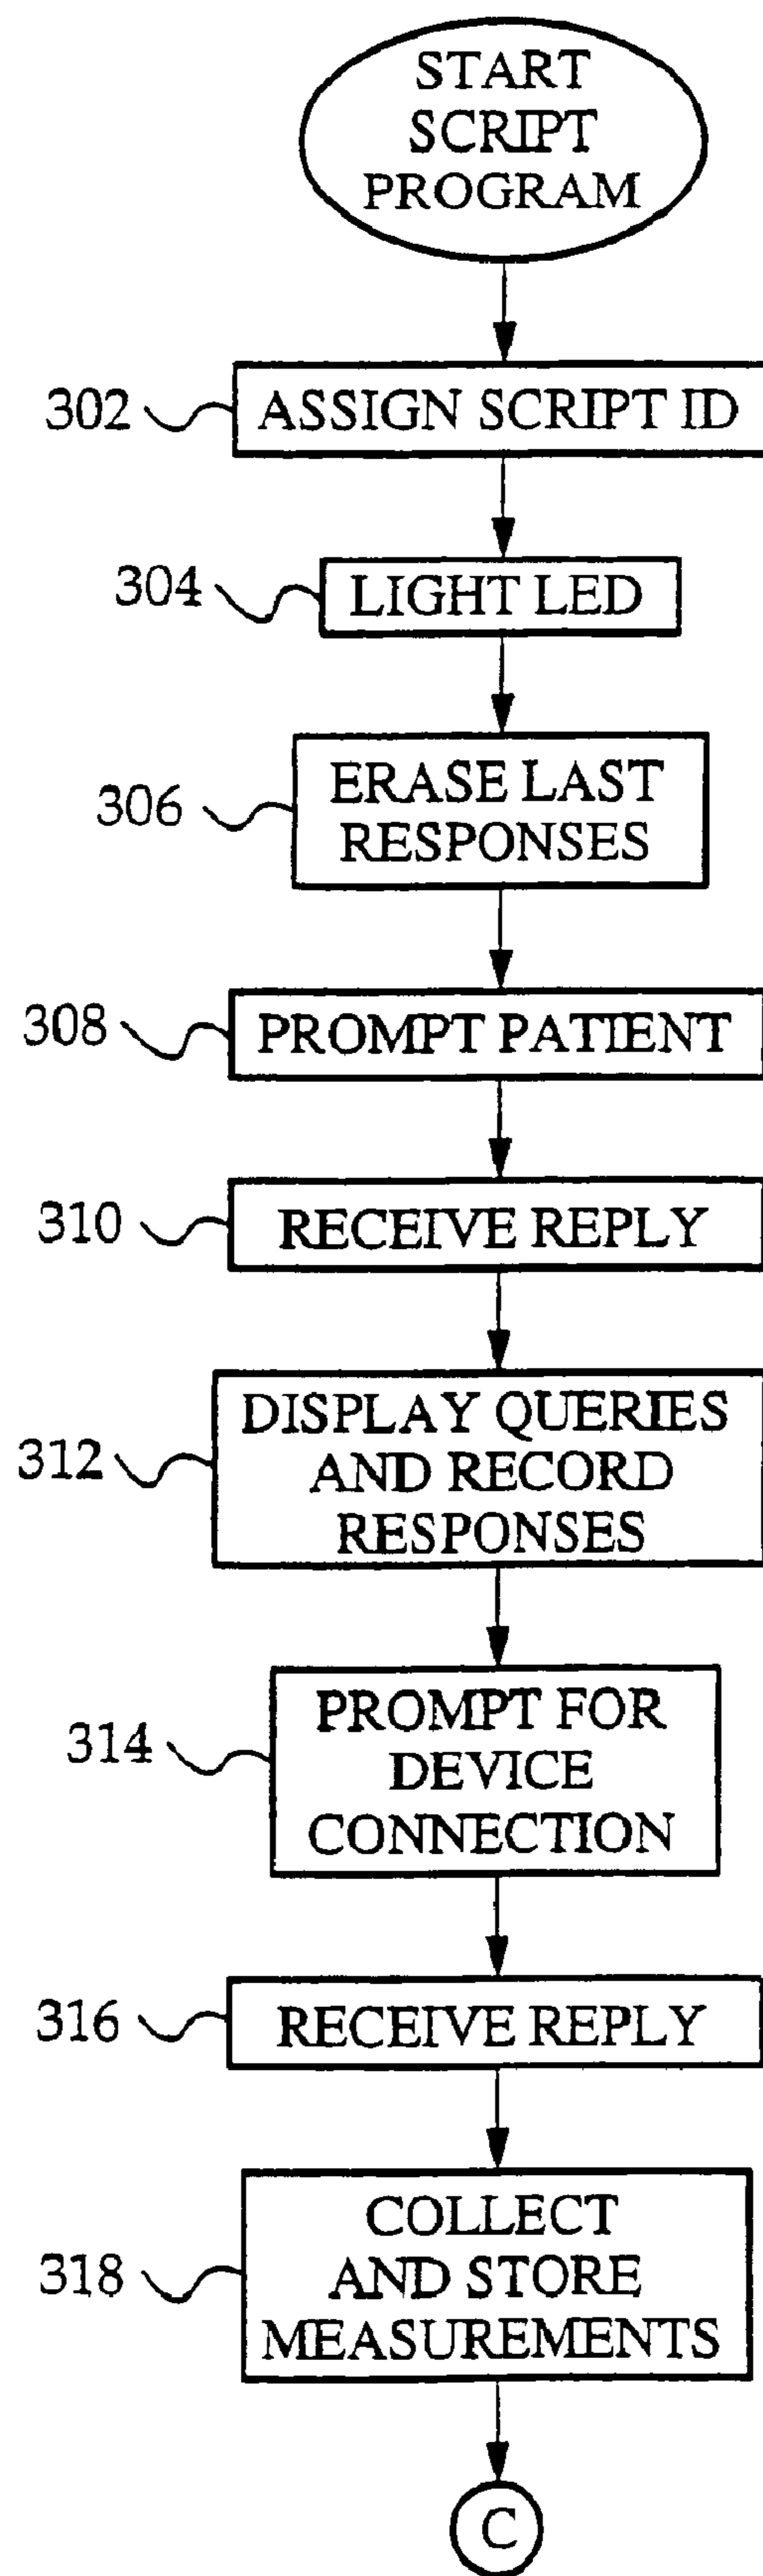 START
SCRIPT
PROGRAM
302 ASSIGN SCRIPT ID
304 LIGHT LED
306 ERASE LAST
RESPONSES
308 PROMPT PATIENT
310 RECEIVE REPLY
DISPLAY QUERIES
312 AND RECORD
RESPONSES
PROMPT FOR
314 DEVICE
CONNECTION
316 RECEIVE REPLY
COLLECT
318 AND STORE
MEASUREMENTS
C